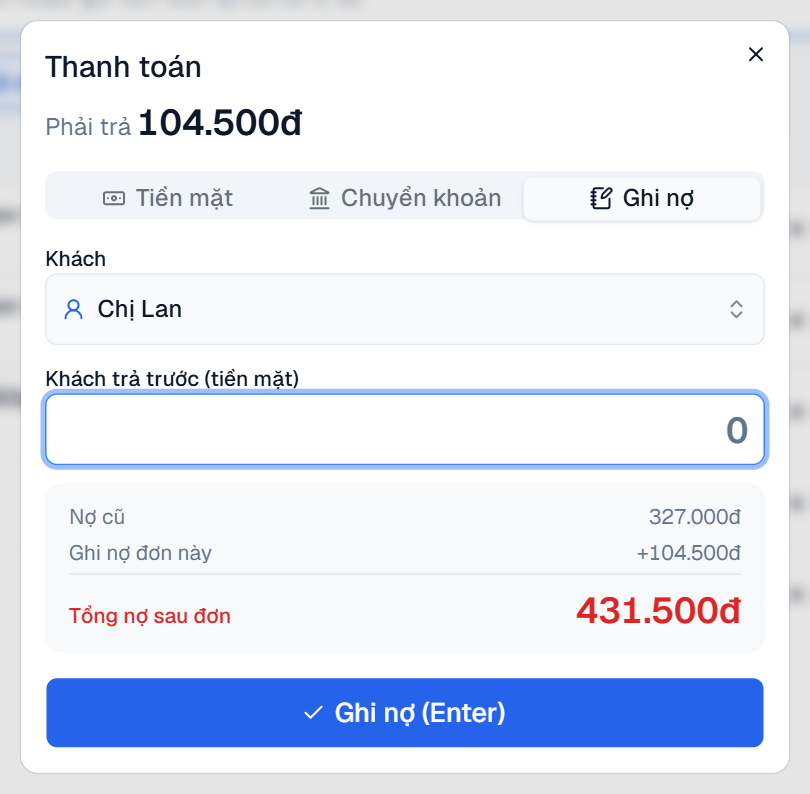 Thanh toán
Phải trả 104.500đ
Tiền mặt
Chuyển khoản
Ghi nợ
Khách
Chị Lan
Khách trả trước (tiền mặt)
0
Nợ cũ 327.000đ
Ghi nợ đơn này +104.500đ
Tổng nợ sau đơn 431.500đ
Ghi nợ (Enter)